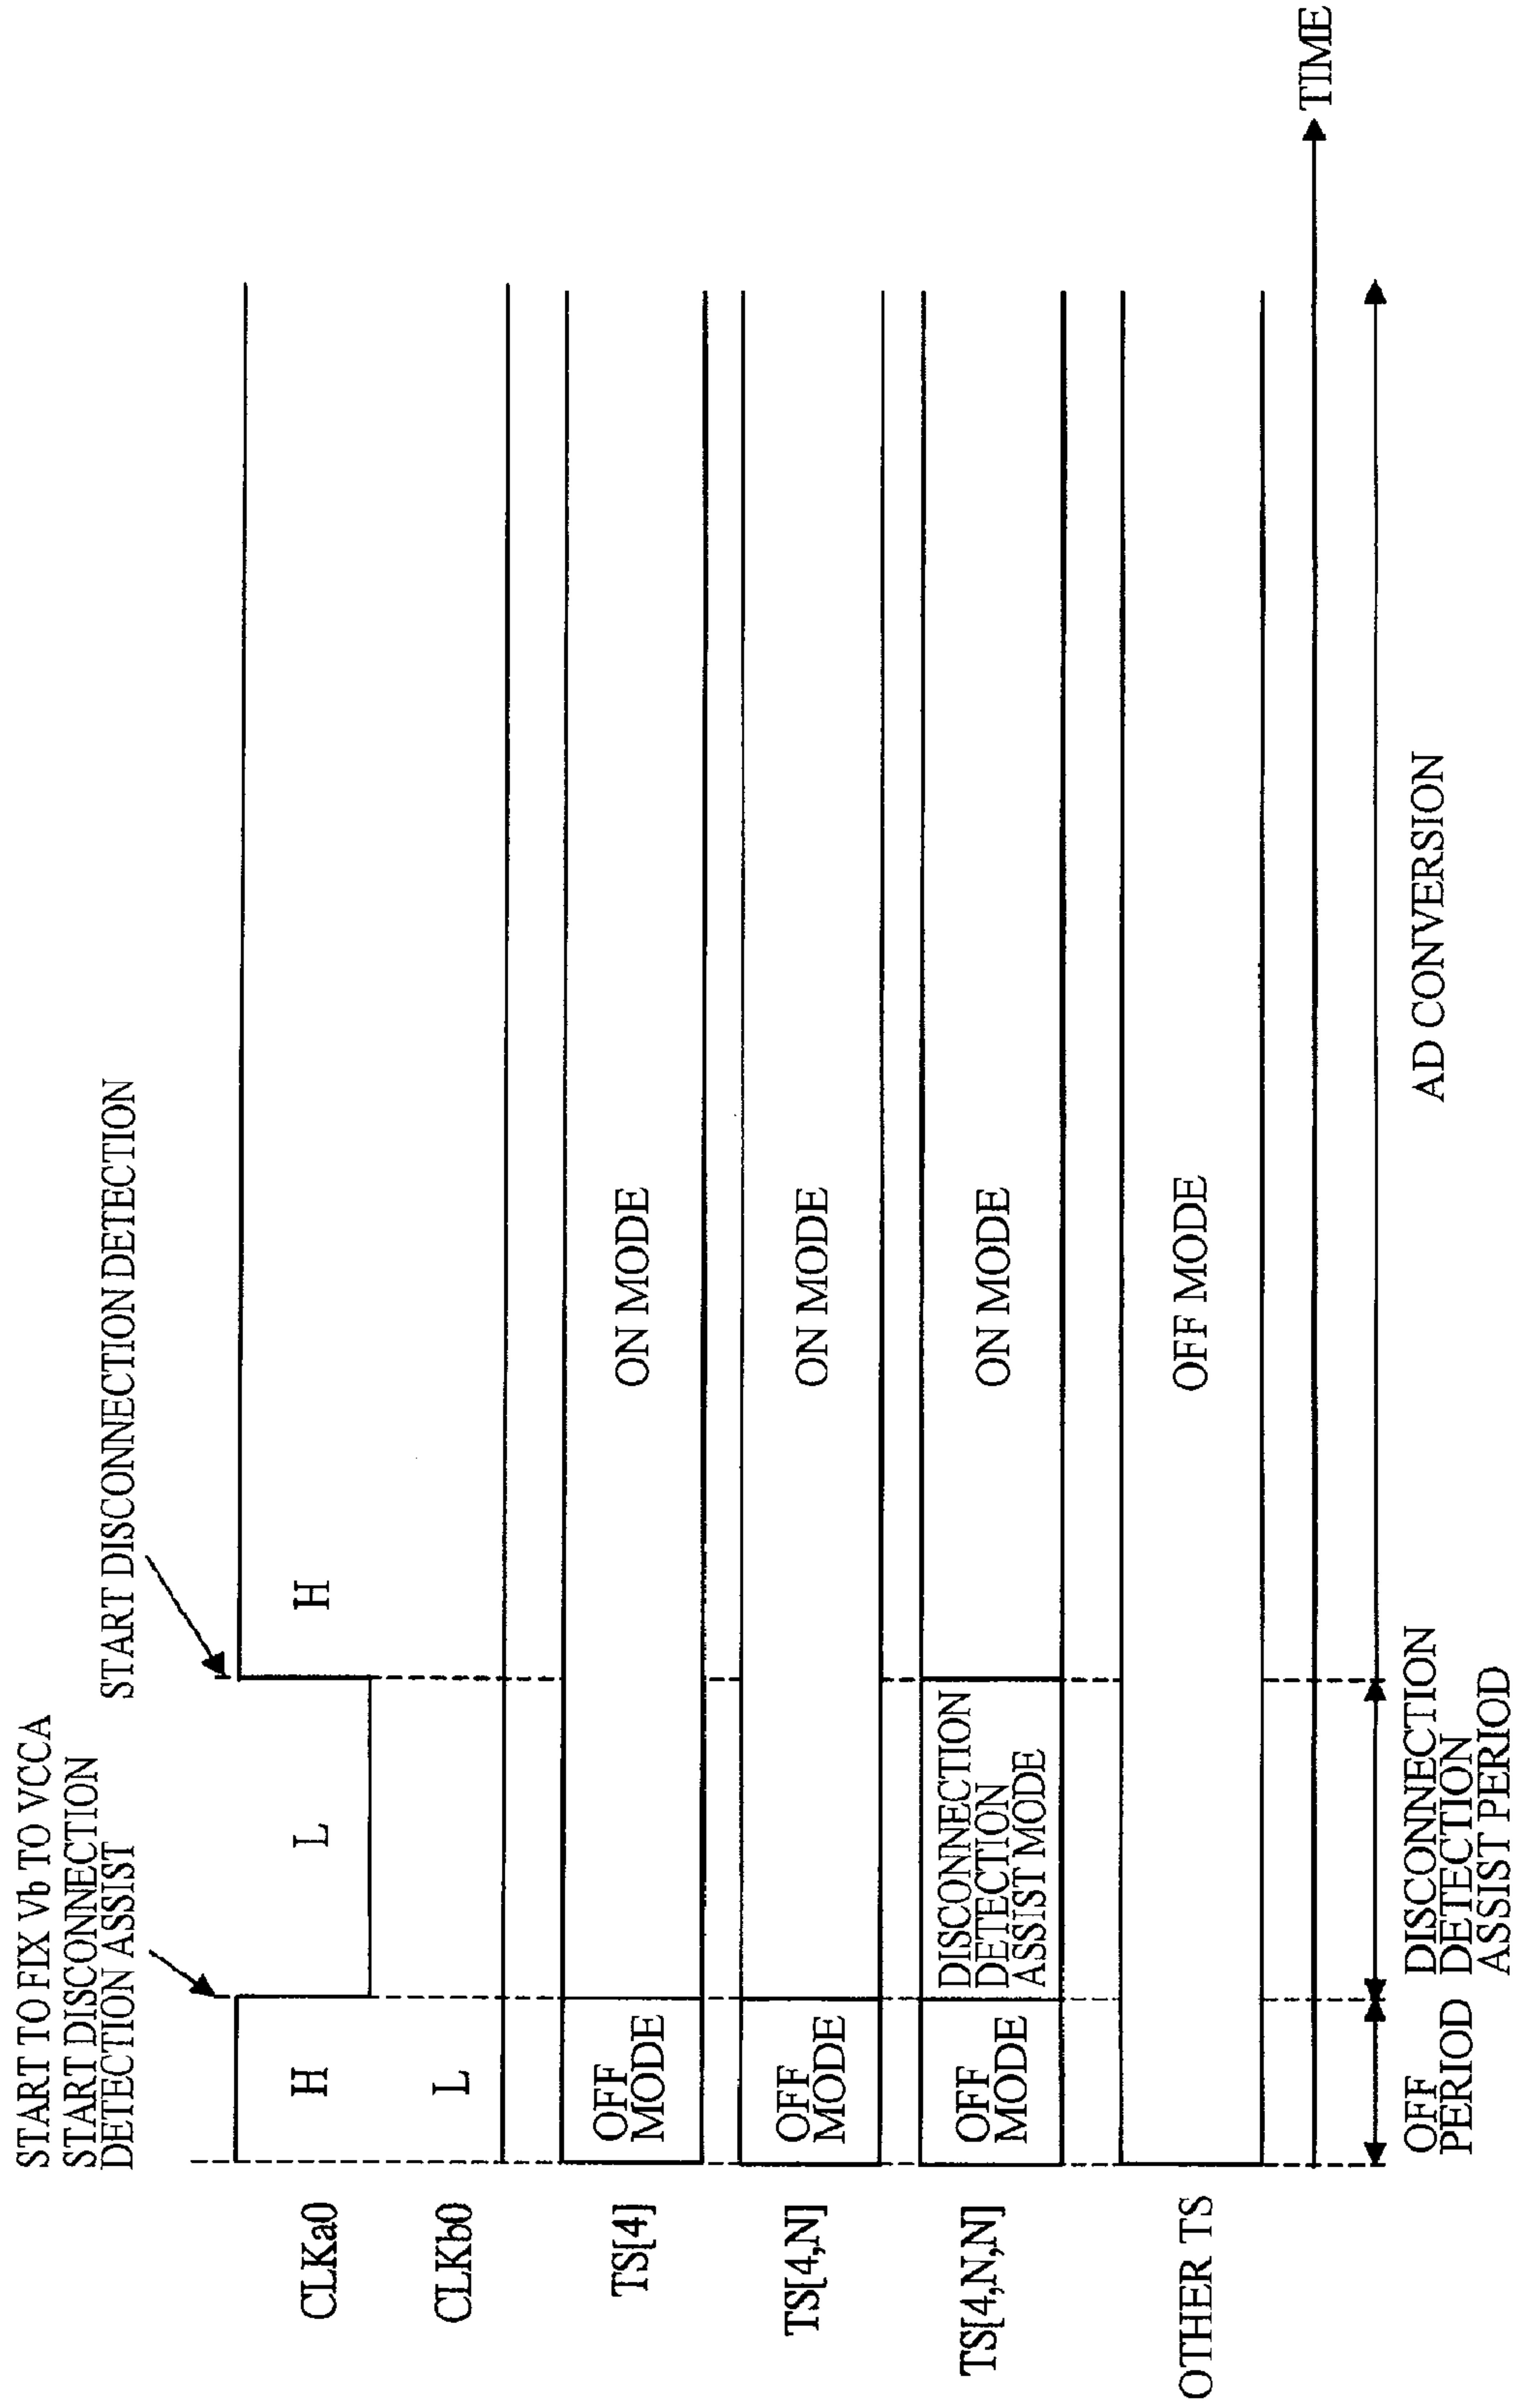 START TO FIX Vb TO VCCA
START DISCONNECTION
DETECTION ASSIST
START DISCONNECTION DETECTION
CLKa0
H
L
H
CLKb0
L
TS[4]
OFF
MODE
ON MODE
TS[4,N]
OFF
MODE
ON MODE
TS[4,N,N]
OFF
MODE
DISCONNECTION
DETECTION
ASSIST MODE
ON MODE
OTHER TS
OFF MODE
TIME
OFF
PERIOD
DISCONNECTION
DETECTION
ASSIST PERIOD
AD CONVERSION